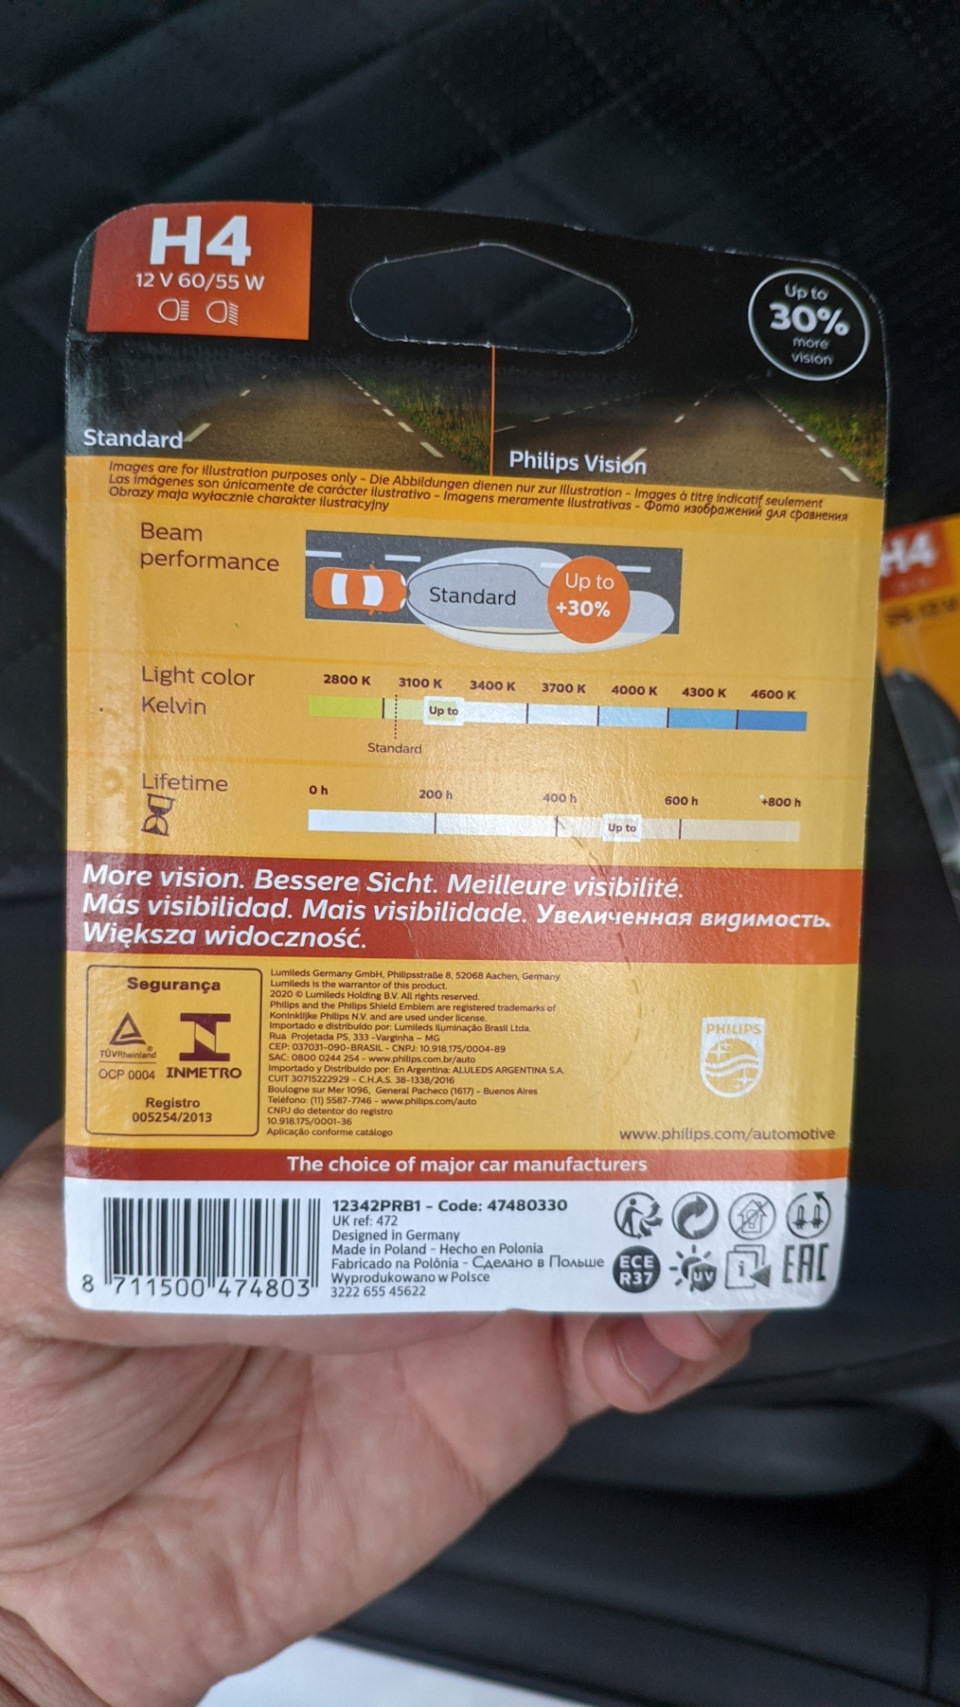 H4
12 V 60/55 W
Up to
30%
more
vision
Standard
Philips Vision
Images are for illustration purposes only - Die Abbildungen dienen nur zur Illustration - Images à titre indicatif seulement
Las imágenes son únicamente de carácter ilustrativo - Imagens meramente ilustrativas - Фото изображений для сравнения
Obrazy maja wyłacznie charakter ilustracyjny
Beam
performance
Standard
Up to
+30%
Light color
Kelvin
2800 K 3100 K 3400 K 3700 K 4000 K 4300 K 4600 K
Up to
Standard
Lifetime
0 h 200 h 400 h 600 h +800 h
Up to
More vision. Bessere Sicht. Meilleure visibilité.
Más visibilidad. Mais visibilidade. Увеличенная видимость.
Większa widoczność.
Segurança
TÜVRheinland®
OCP 0004 INMETRO
Registro
005254/2013
Lumileds Germany GmbH, Philipsstraße 8, 52068 Aachen, Germany
Lumileds is the warrantor of this product.
2020 © Lumileds Holding B.V. All rights reserved.
Philips and the Philips Shield Emblem are registered trademarks of
Koninklijke Philips N.V. and are used under license.
Importado e distribuido por: Lumileds Iluminação Brasil Ltda.
Rua Projetada PS, 333 -Varginha - MG
CEP: 037031-090-BRASIL - CNPJ: 10.918.175/0004-89
SAC: 0800 0244 254 - www.philips.com.br/auto
Importado y Distribuido por: En Argentina: ALULEDS ARGENTINA S.A.
CUIT 30715222929 - C.H.A.S. 38-1338/2016
Boulogne sur Mer 1096, General Pacheco (1617) - Buenos Aires
Teléfono: (11) 5587-7746 - www.philips.com/auto
CNPJ do detentor do registro
10.918.175/0001-36
Aplicação conforme catálogo
PHILIPS
www.philips.com/automotive
The choice of major car manufacturers
8 711500 474803
12342PRB1 - Code: 47480330
UK ref: 472
Designed in Germany
Made in Poland - Hecho en Polonia
Fabricado na Polônia - Сделано в Польше
Wyprodukowano w Polsce
3222 655 45622
ECE
R37
UV
i
EAC
H4